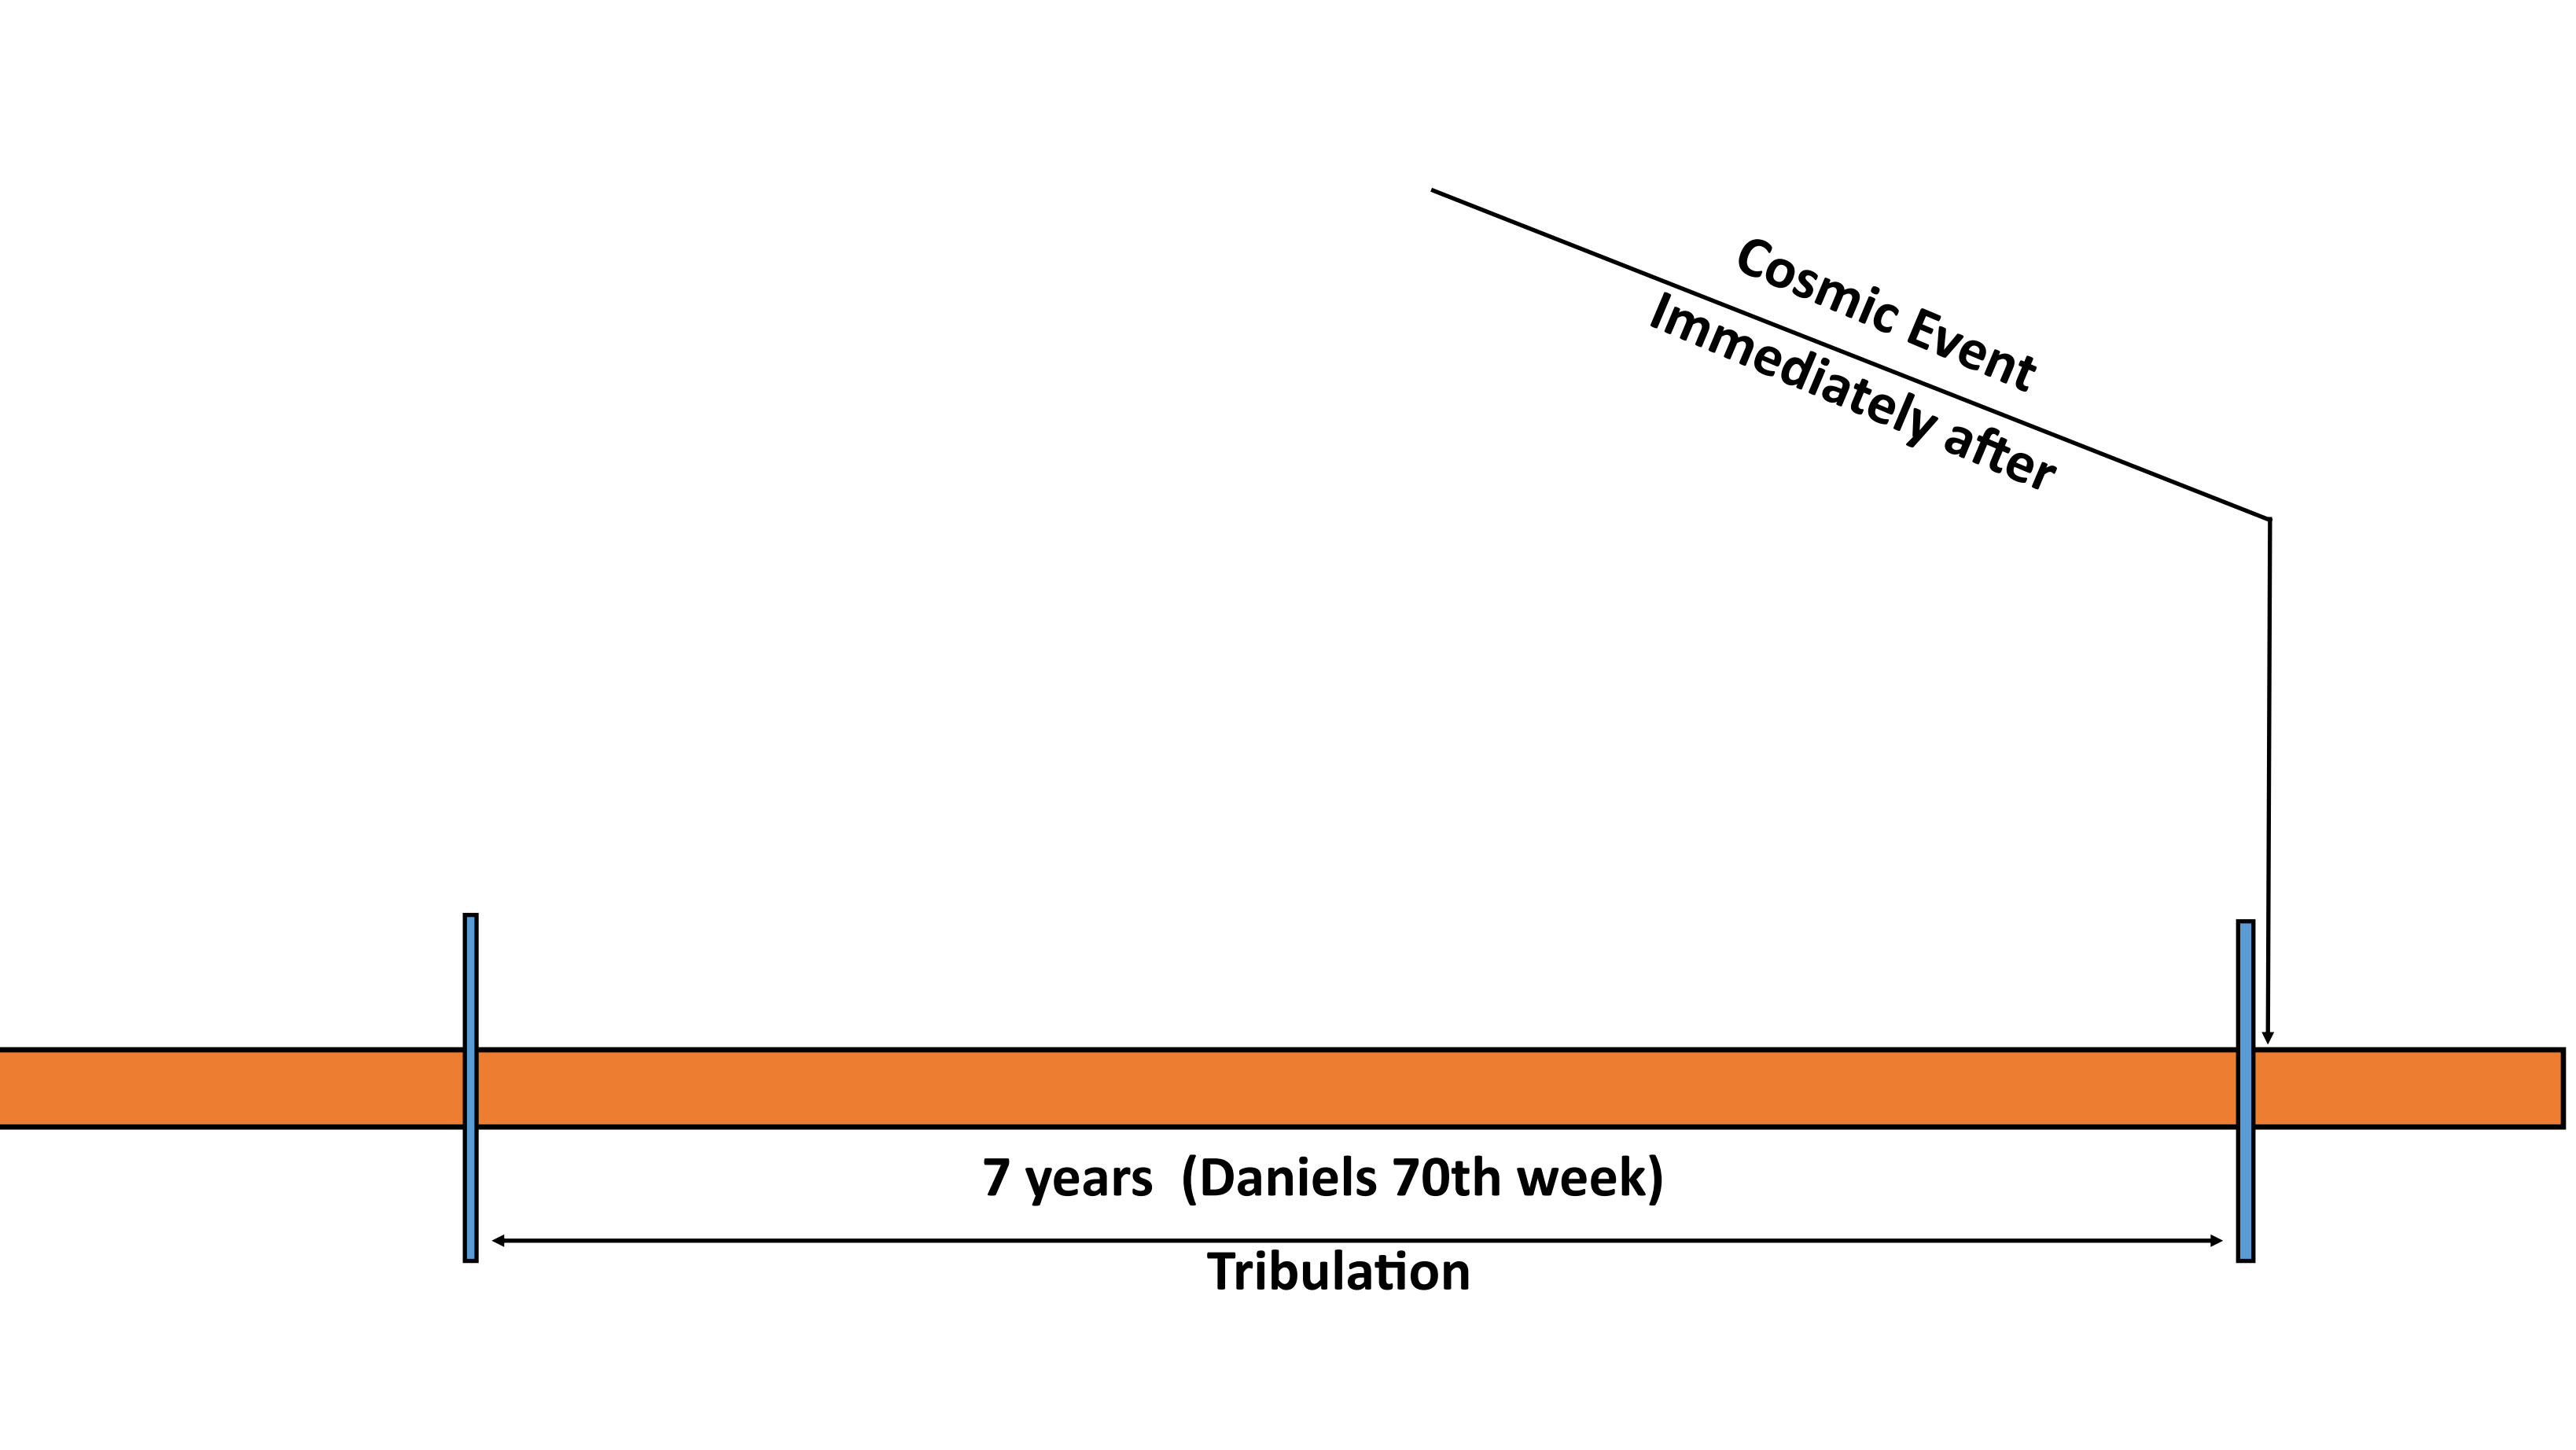 Cosmic Event
Immediately after
7 years  (Daniels 70th week)
Tribulation